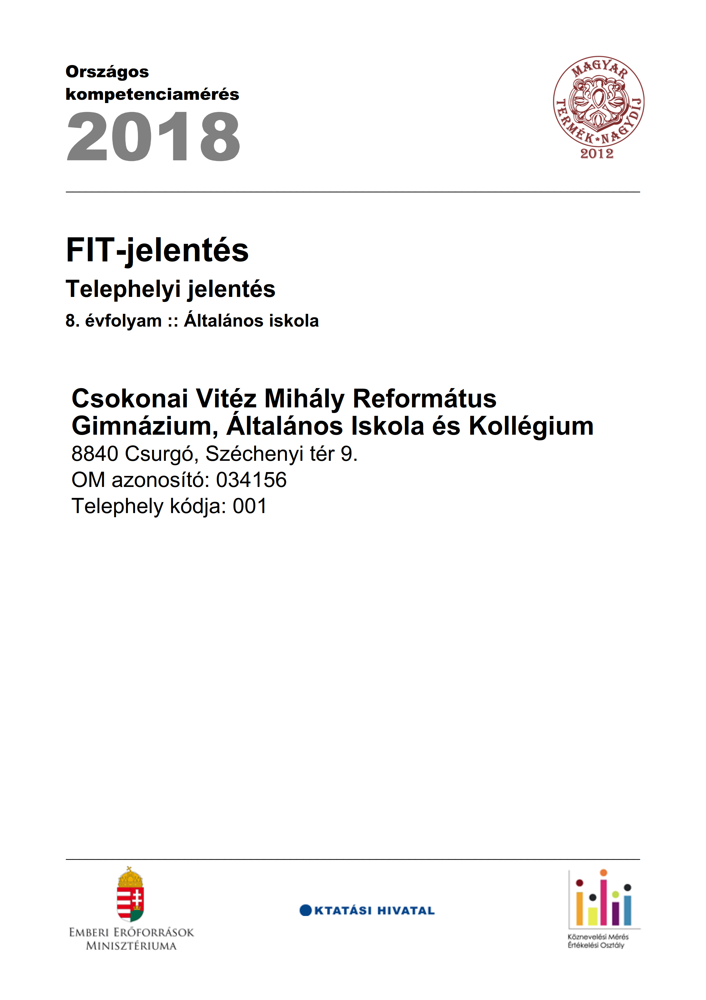 Országos
kompetenciamérés
2018
MAGYAR
TERMÉK * NAGYDÍJ
2012
FIT-jelentés
Telephelyi jelentés
8. évfolyam :: Általános iskola
Csokonai Vitéz Mihály Református
Gimnázium, Általános Iskola és Kollégium
8840 Csurgó, Széchenyi tér 9.
OM azonosító: 034156
Telephely kódja: 001
EMBERI ERŐFORRÁSOK
MINISZTÉRIUMA
OKTATÁSI HIVATAL
Köznevelési Mérés
Értékelési Osztály